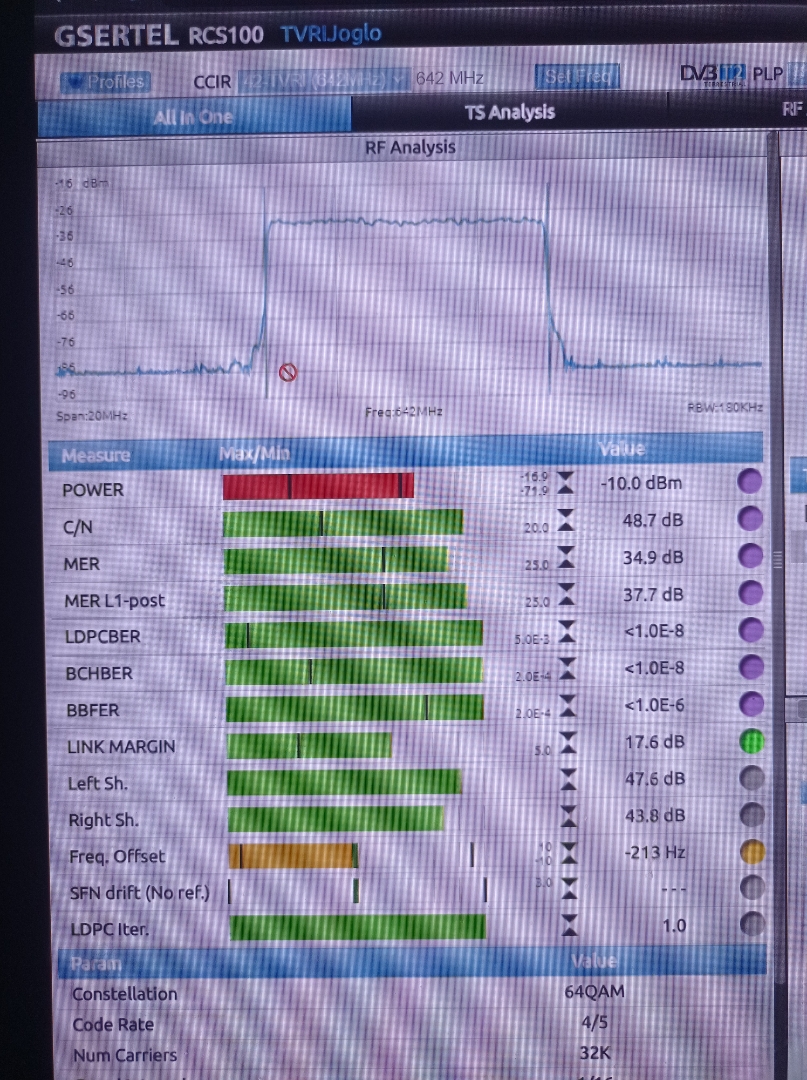 GSERTEL RCS100 TVRIJoglo
Profiles CCIR 42-TVRI (642MHz) 642 MHz Set Freq DVB T2 PLP
TERRESTRIAL
All In One TS Analysis RF
RF Analysis
-16 dBm
-26
-36
-46
-56
-66
-76
-86
-96
Span:20MHz Freq:642MHz RBW:180KHz
Measure Max/Min Value
POWER -16.9 -71.9 -10.0 dBm
C/N 20.0 48.7 dB
MER 25.0 34.9 dB
MER L1-post 25.0 37.7 dB
LDPCBER 5.0E-3 <1.0E-8
BCHBER 2.0E-4 <1.0E-8
BBFER 2.0E-4 <1.0E-6
LINK MARGIN 5.0 17.6 dB
Left Sh. 47.6 dB
Right Sh. 43.8 dB
Freq. Offset 10 -10 -213 Hz
SFN drift (No ref.) 3.0 ---
LDPC Iter. 1.0
Param Value
Constellation 64QAM
Code Rate 4/5
Num Carriers 32K